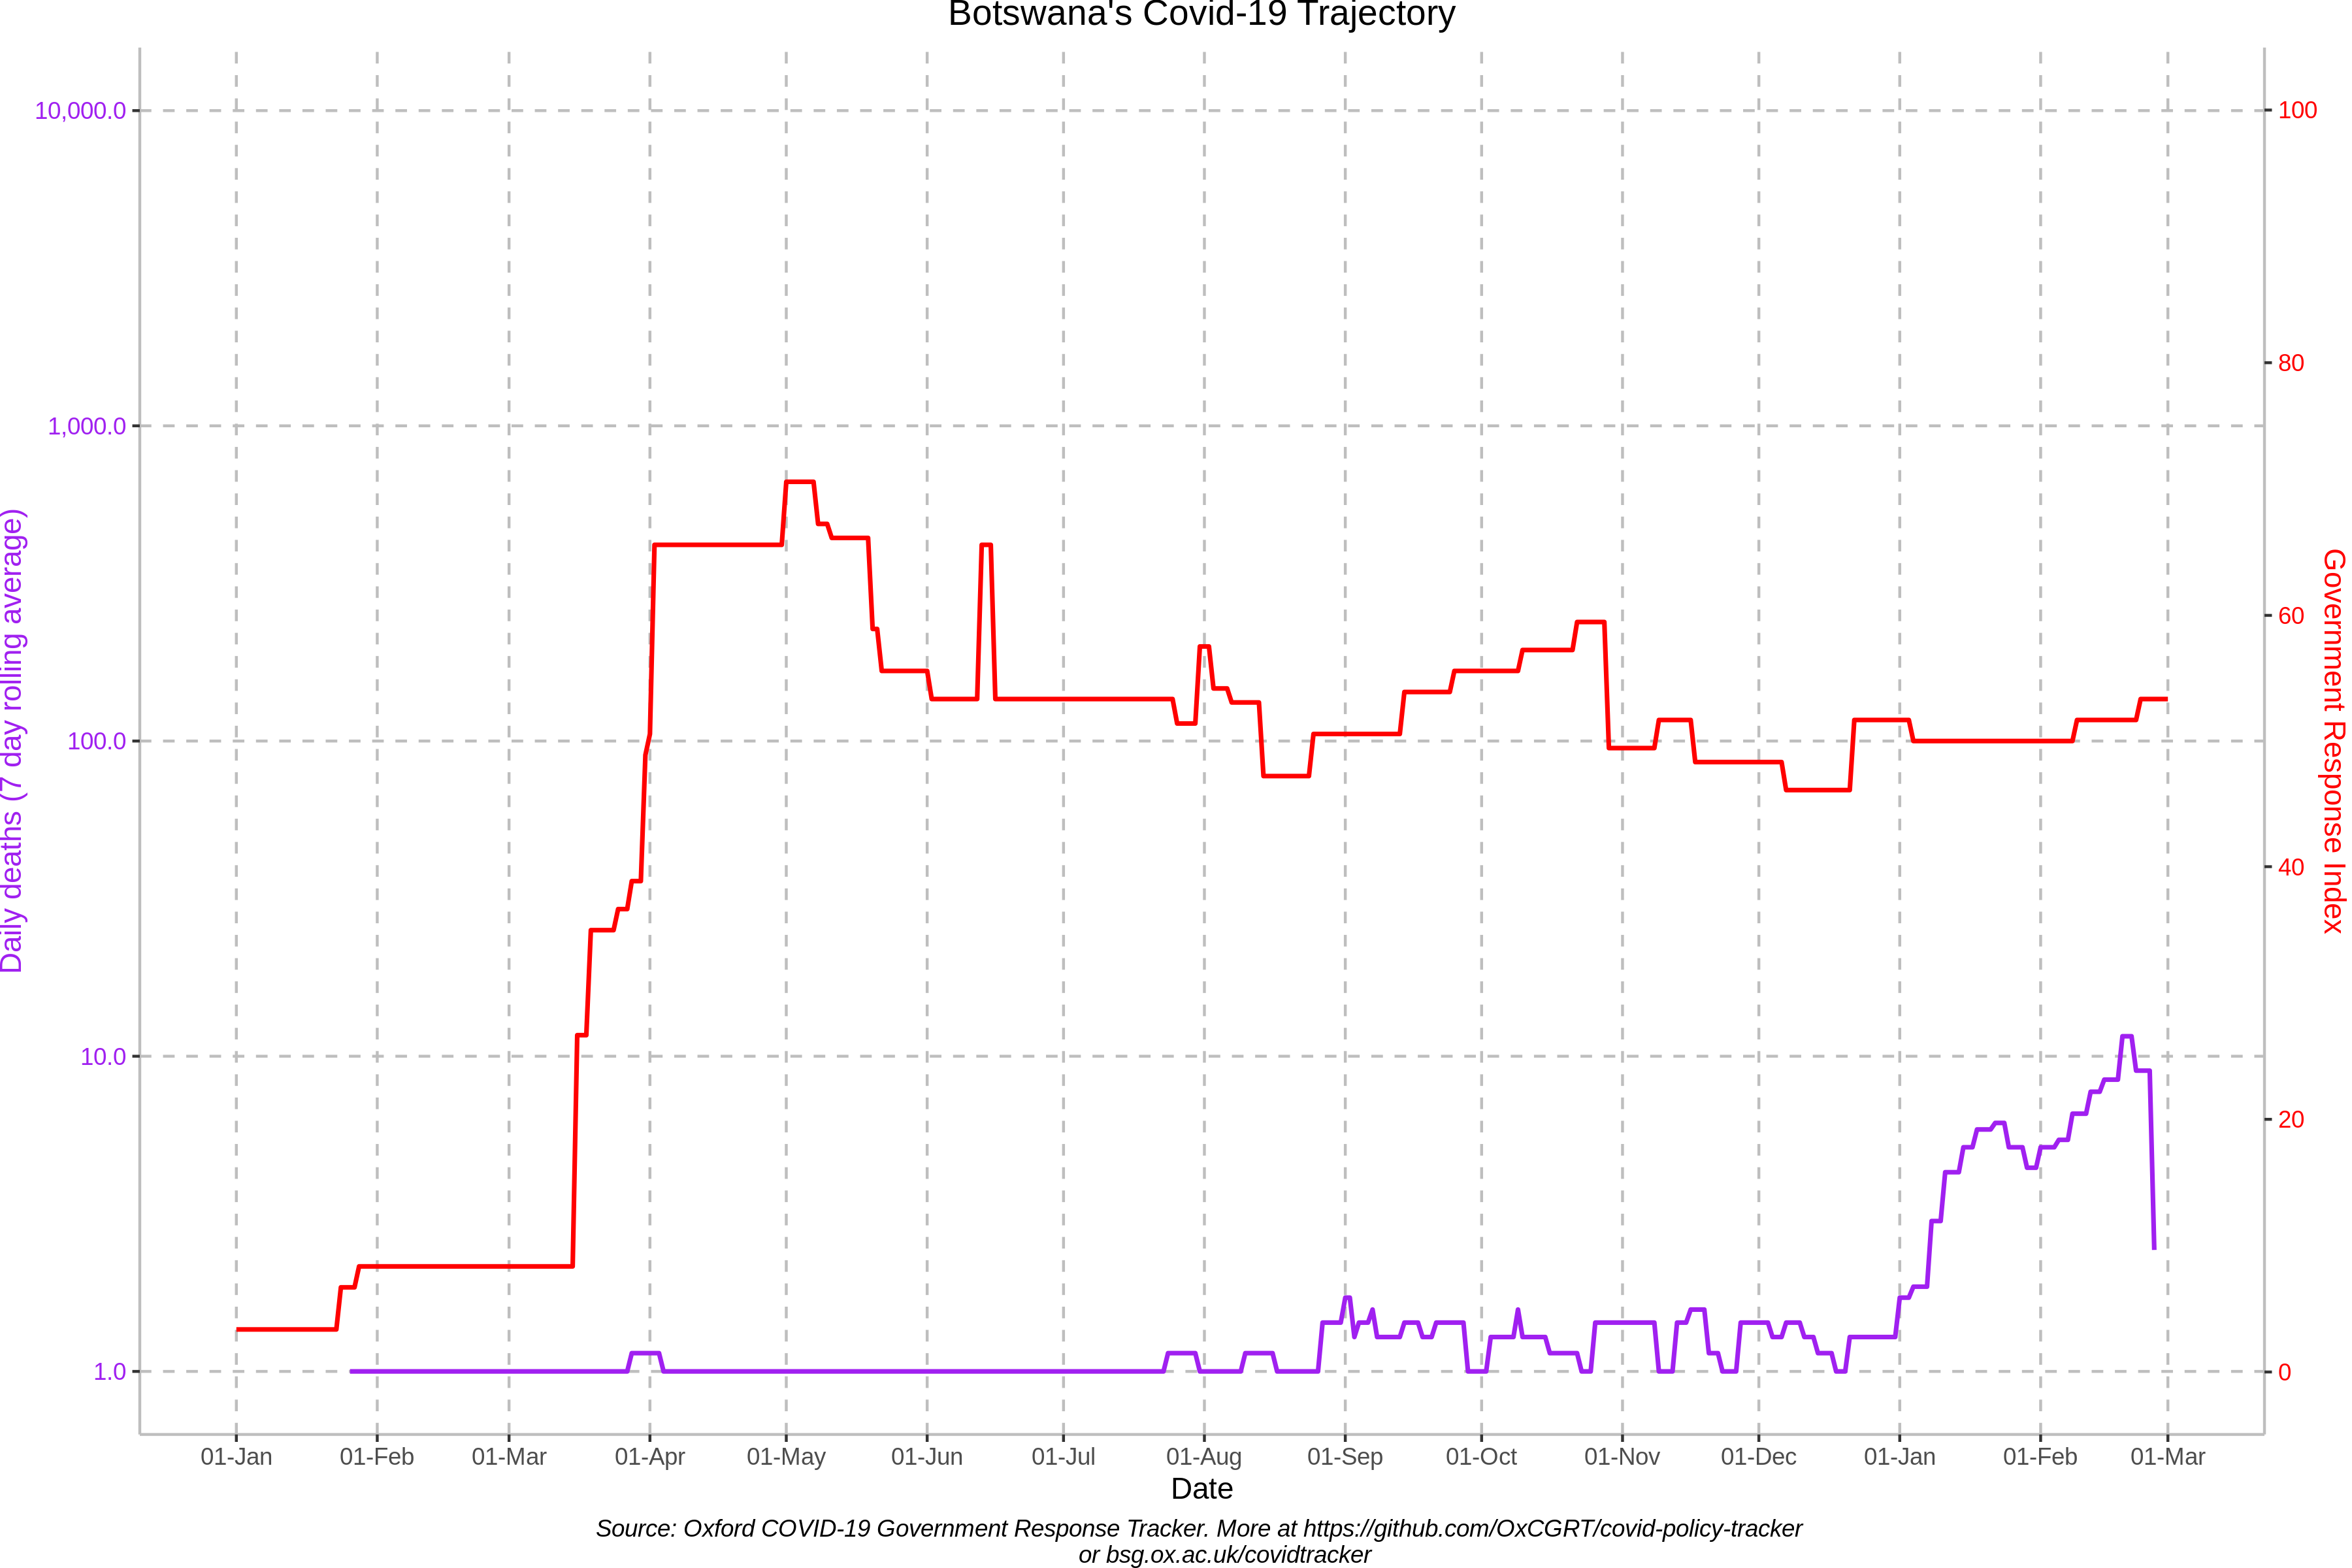 Botswana's Covid-19 Trajectory
10,000.0
1,000.0
100.0
10.0
1.0
Daily deaths (7 day rolling average)
100
80
60
40
20
0
Government Response Index
01-Jan 01-Feb 01-Mar 01-Apr 01-May 01-Jun 01-Jul 01-Aug 01-Sep 01-Oct 01-Nov 01-Dec 01-Jan 01-Feb 01-Mar
Date
Source: Oxford COVID-19 Government Response Tracker. More at https://github.com/OxCGRT/covid-policy-tracker
or bsg.ox.ac.uk/covidtracker